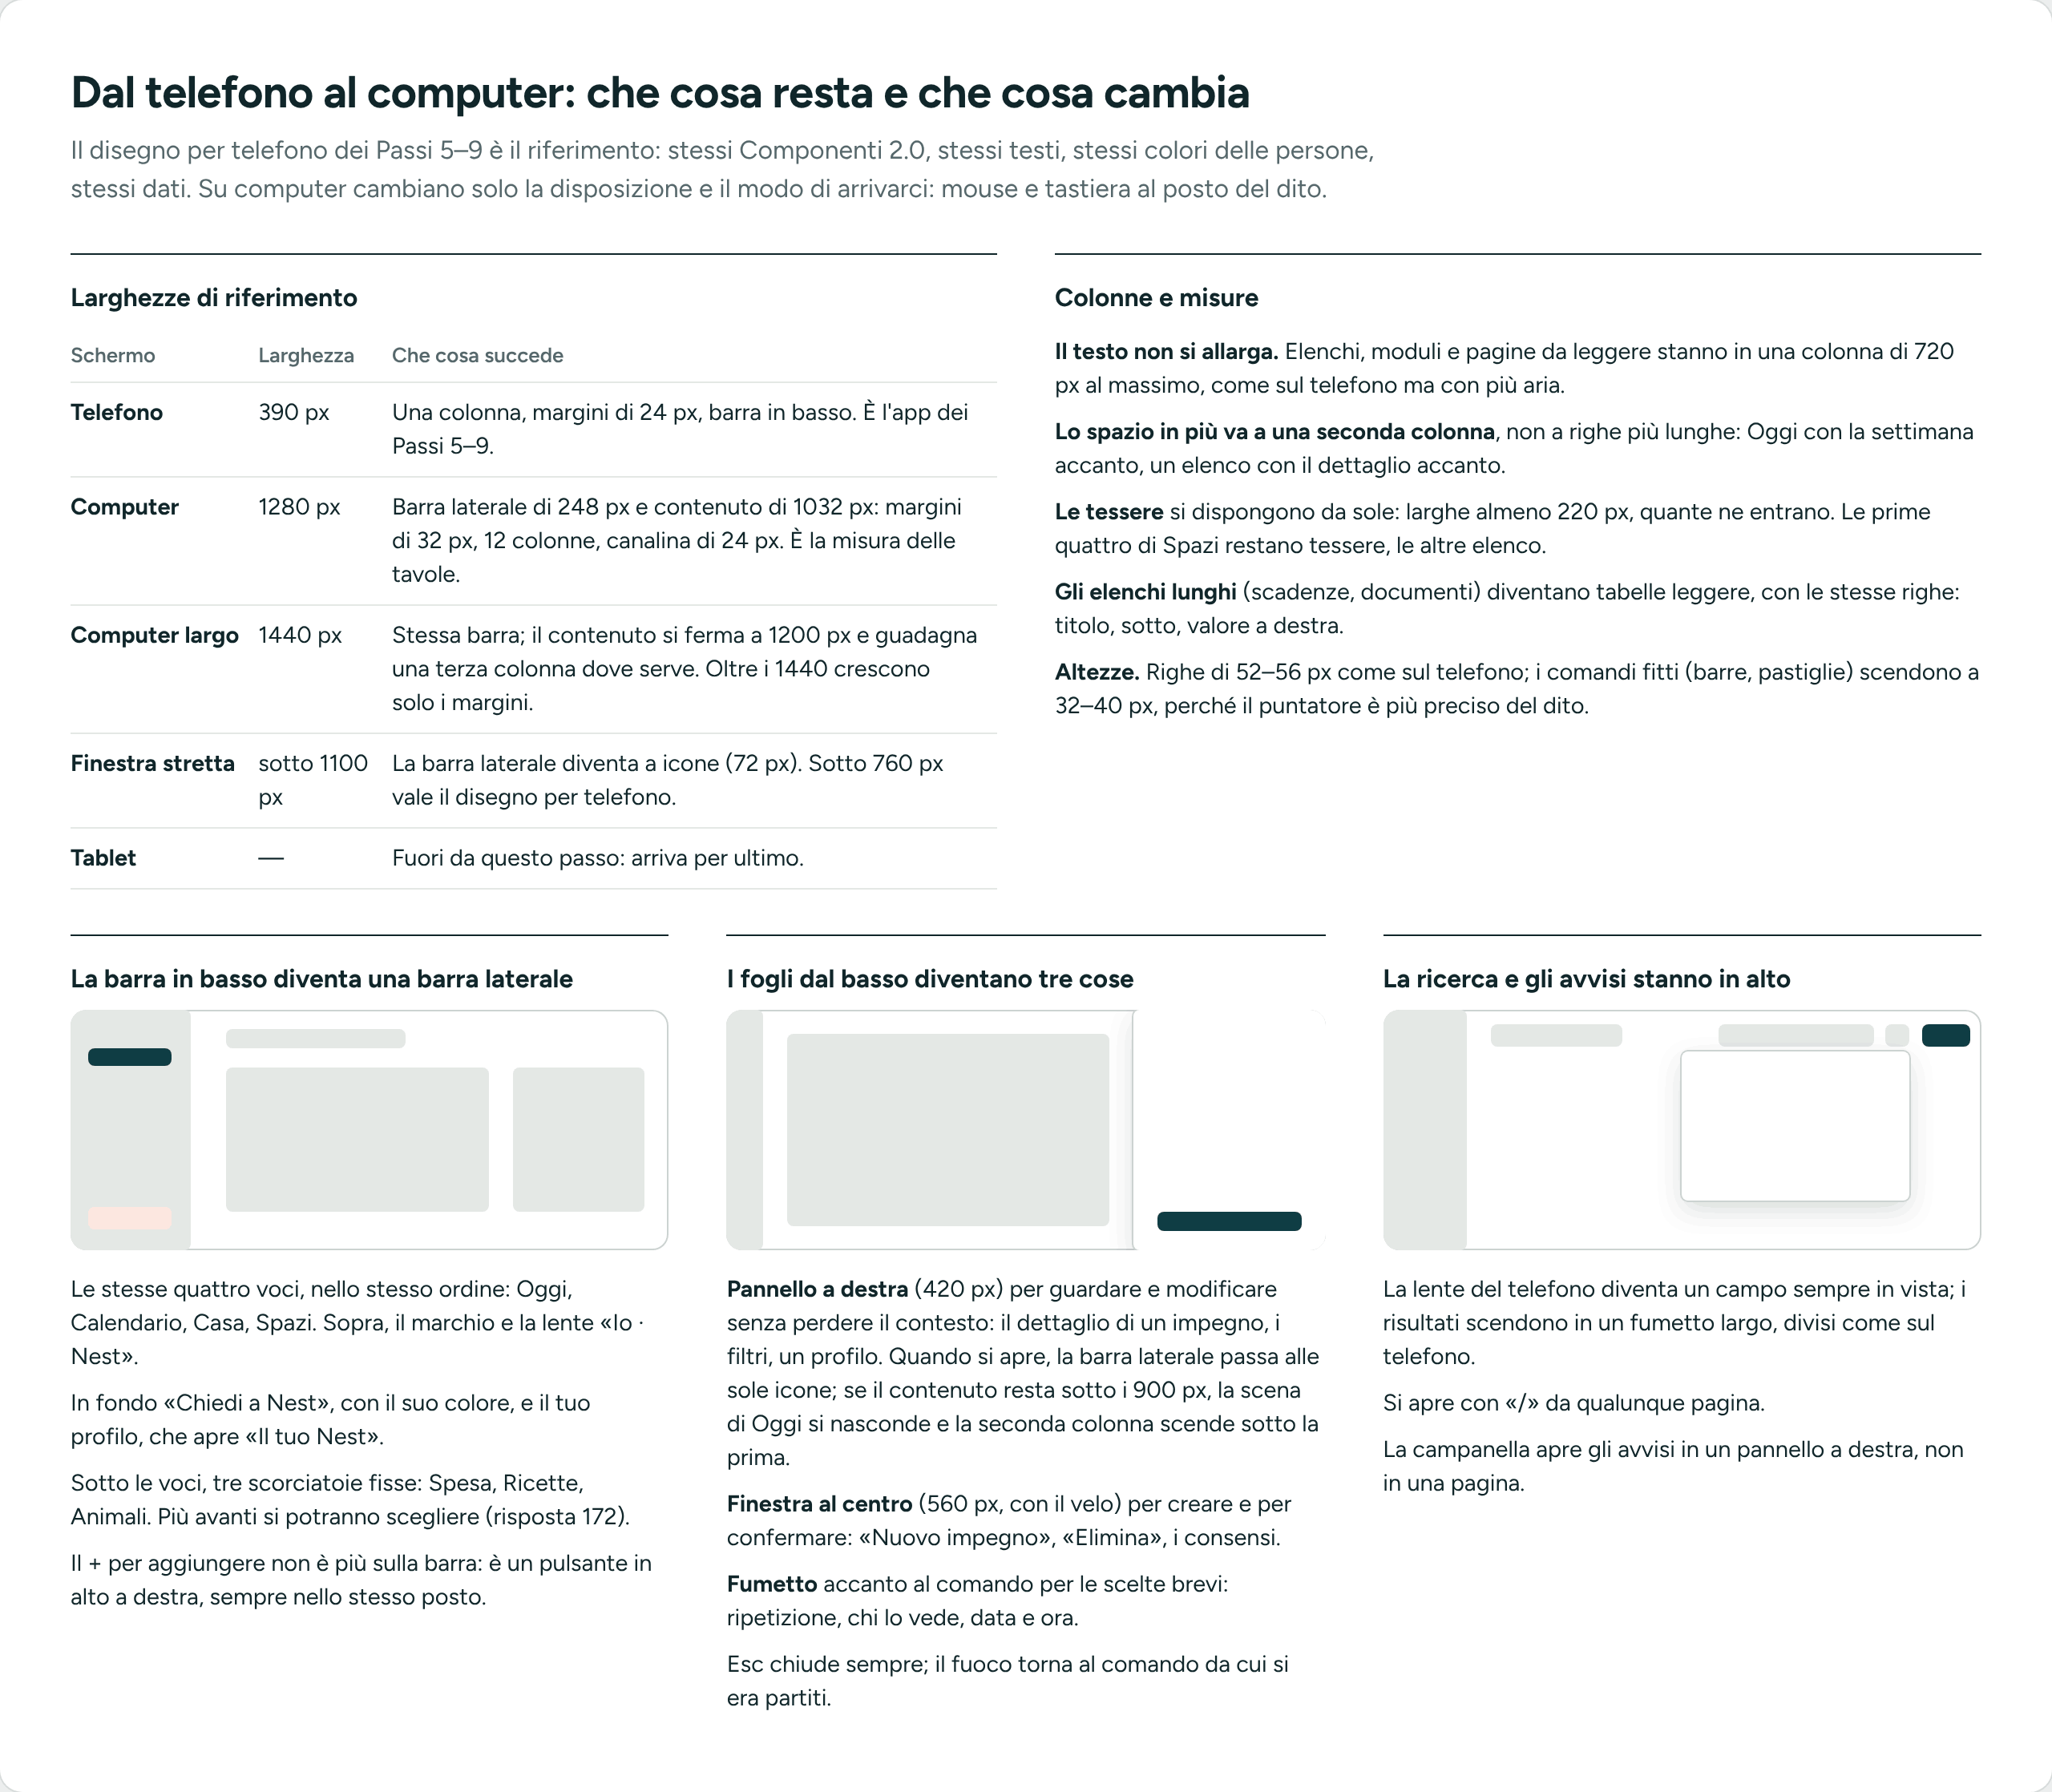 Dal telefono al computer: che cosa resta e che cosa cambia
Il disegno per telefono dei Passi 5–9 è il riferimento: stessi Componenti 2.0, stessi testi, stessi colori delle persone,
stessi dati. Su computer cambiano solo la disposizione e il modo di arrivarci: mouse e tastiera al posto del dito.
Larghezze di riferimento
Schermo Larghezza Che cosa succede
Telefono 390 px Una colonna, margini di 24 px, barra in basso. È l'app dei
Passi 5–9.
Computer 1280 px Barra laterale di 248 px e contenuto di 1032 px: margini
di 32 px, 12 colonne, canalina di 24 px. È la misura delle
tavole.
Computer largo 1440 px Stessa barra; il contenuto si ferma a 1200 px e guadagna
una terza colonna dove serve. Oltre i 1440 crescono
solo i margini.
Finestra stretta sotto 1100 La barra laterale diventa a icone (72 px). Sotto 760 px
px vale il disegno per telefono.
Tablet — Fuori da questo passo: arriva per ultimo.
Colonne e misure
Il testo non si allarga. Elenchi, moduli e pagine da leggere stanno in una colonna di 720
px al massimo, come sul telefono ma con più aria.
Lo spazio in più va a una seconda colonna, non a righe più lunghe: Oggi con la settimana
accanto, un elenco con il dettaglio accanto.
Le tessere si dispongono da sole: larghe almeno 220 px, quante ne entrano. Le prime
quattro di Spazi restano tessere, le altre elenco.
Gli elenchi lunghi (scadenze, documenti) diventano tabelle leggere, con le stesse righe:
titolo, sotto, valore a destra.
Altezze. Righe di 52–56 px come sul telefono; i comandi fitti (barre, pastiglie) scendono a
32–40 px, perché il puntatore è più preciso del dito.
La barra in basso diventa una barra laterale
Le stesse quattro voci, nello stesso ordine: Oggi,
Calendario, Casa, Spazi. Sopra, il marchio e la lente «Io ·
Nest».
In fondo «Chiedi a Nest», con il suo colore, e il tuo
profilo, che apre «Il tuo Nest».
Sotto le voci, tre scorciatoie fisse: Spesa, Ricette,
Animali. Più avanti si potranno scegliere (risposta 172).
Il + per aggiungere non è più sulla barra: è un pulsante in
alto a destra, sempre nello stesso posto.
I fogli dal basso diventano tre cose
Pannello a destra (420 px) per guardare e modificare
senza perdere il contesto: il dettaglio di un impegno, i
filtri, un profilo. Quando si apre, la barra laterale passa alle
sole icone; se il contenuto resta sotto i 900 px, la scena
di Oggi si nasconde e la seconda colonna scende sotto la
prima.
Finestra al centro (560 px, con il velo) per creare e per
confermare: «Nuovo impegno», «Elimina», i consensi.
Fumetto accanto al comando per le scelte brevi:
ripetizione, chi lo vede, data e ora.
Esc chiude sempre; il fuoco torna al comando da cui si
era partiti.
La ricerca e gli avvisi stanno in alto
La lente del telefono diventa un campo sempre in vista; i
risultati scendono in un fumetto largo, divisi come sul
telefono.
Si apre con «/» da qualunque pagina.
La campanella apre gli avvisi in un pannello a destra, non
in una pagina.